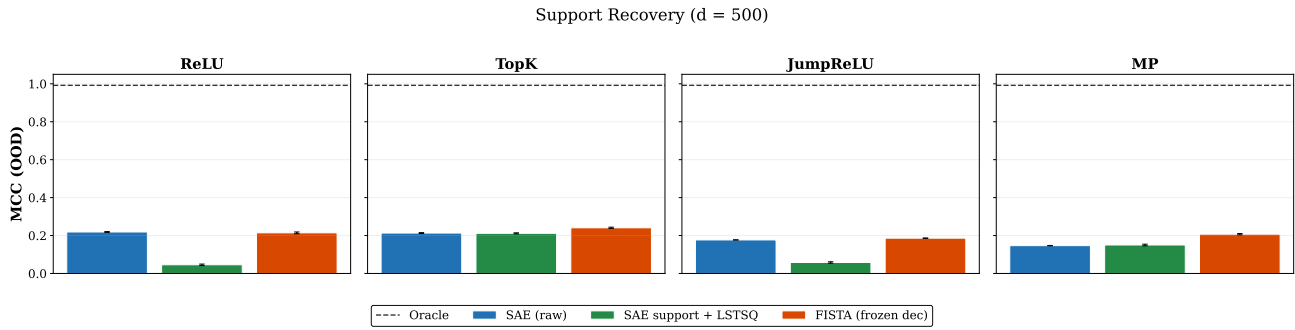 Support Recovery (d = 500)
ReLU
TopK
JumpReLU
MP
MCC (OOD)
1.0
0.8
0.6
0.4
0.2
0.0
Oracle
SAE (raw)
SAE support + LSTSQ
FISTA (frozen dec)